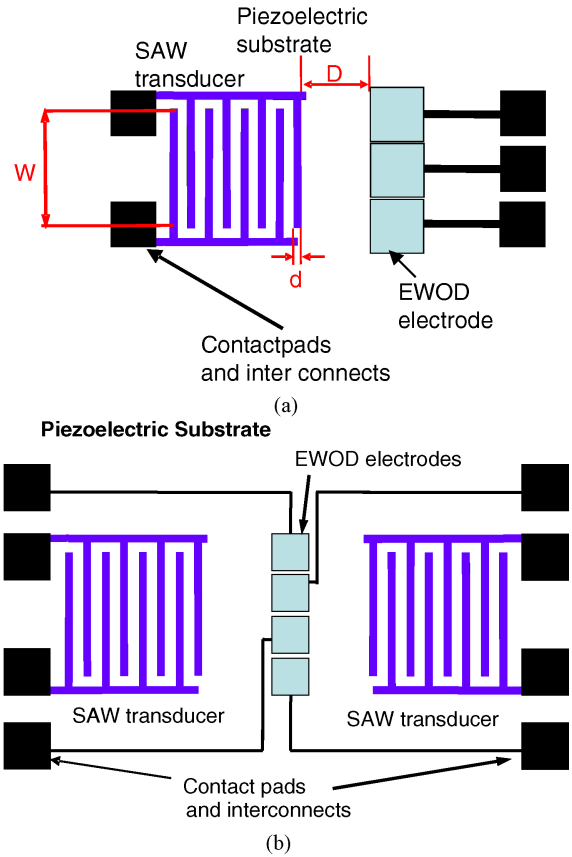 Piezoelectric
substrate
SAW
transducer
D
W
d
EWOD
electrode
Contactpads
and inter connects
(a)
Piezoelectric Substrate
EWOD electrodes
SAW transducer
SAW transducer
Contact pads
and interconnects
(b)